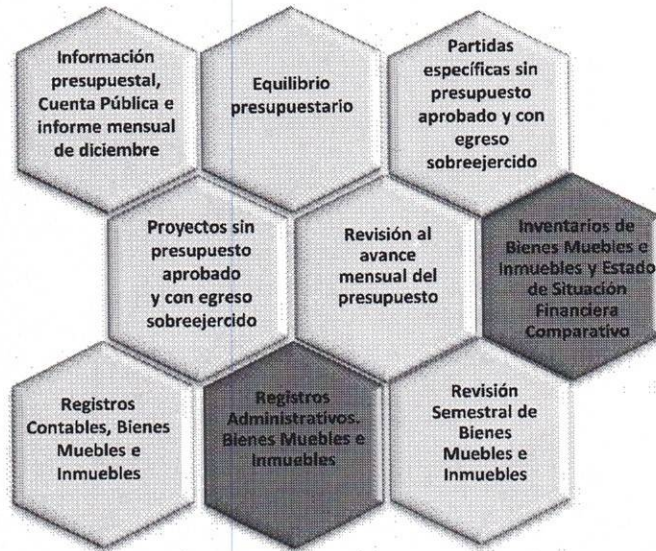 Información
presupuestal,
Cuenta Pública e
informe mensual
de diciembre
Equilibrio
presupuestario
Partidas
específicas sin
presupuesto
aprobado y con
egreso
sobreejercido
Proyectos sin
presupuesto
aprobado
y con egreso
sobreejercido
Revisión al
avance
mensual del
presupuesto
Inventarios de
Bienes Muebles e
Inmuebles y Estado
de Situación
Financiera
Comparativo
Registros
Contables, Bienes
Muebles e
Inmuebles
Registros
Administrativos.
Bienes Muebles e
Inmuebles
Revisión
Semestral de
Bienes
Muebles e
Inmuebles